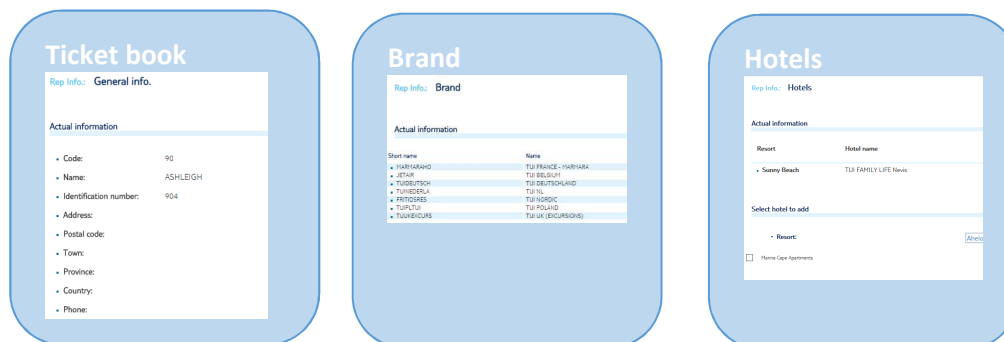 Ticket book
Rep Info.: General info.
Actual information
Code: 90
Name: ASHLEIGH
Identification number: 904
Address:
Postal code:
Town:
Province:
Country:
Phone:
Brand
Rep Info.: Brand
Actual information
Short name Name
MARMARAHO TUI FRANCE - MARMARA
JETAIR TUI BELGIUM
TUIDEUTSCH TUI DEUTSCHLAND
TUINEDERLA TUI NL
FRITIDSRES TUI NORDIC
TUIPLTUI TUI POLAND
TUIUKEXCURS TUI UK (EXCURSIONS)
Hotels
Rep Info.: Hotels
Actual information
Resort Hotel name
Sunny Beach TUI FAMILY LIFE Nevis
Select hotel to add
Resort: Ahelo
Marina Cape Apartments